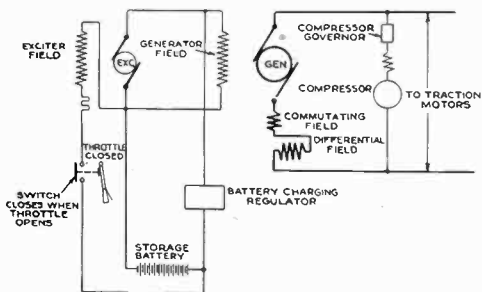 EXCITER
FIELD
EXC
GENERATOR
FIELD
GEN
COMPRESSOR
GOVERNOR
COMPRESSOR
TO TRACTION
MOTORS
COMMUTATING
FIELD
DIFFERENTIAL
FIELD
THROTTLE
CLOSED
SWITCH
CLOSES WHEN
THROTTLE
OPENS
BATTERY CHARGING
REGULATOR
STORAGE
BATTERY